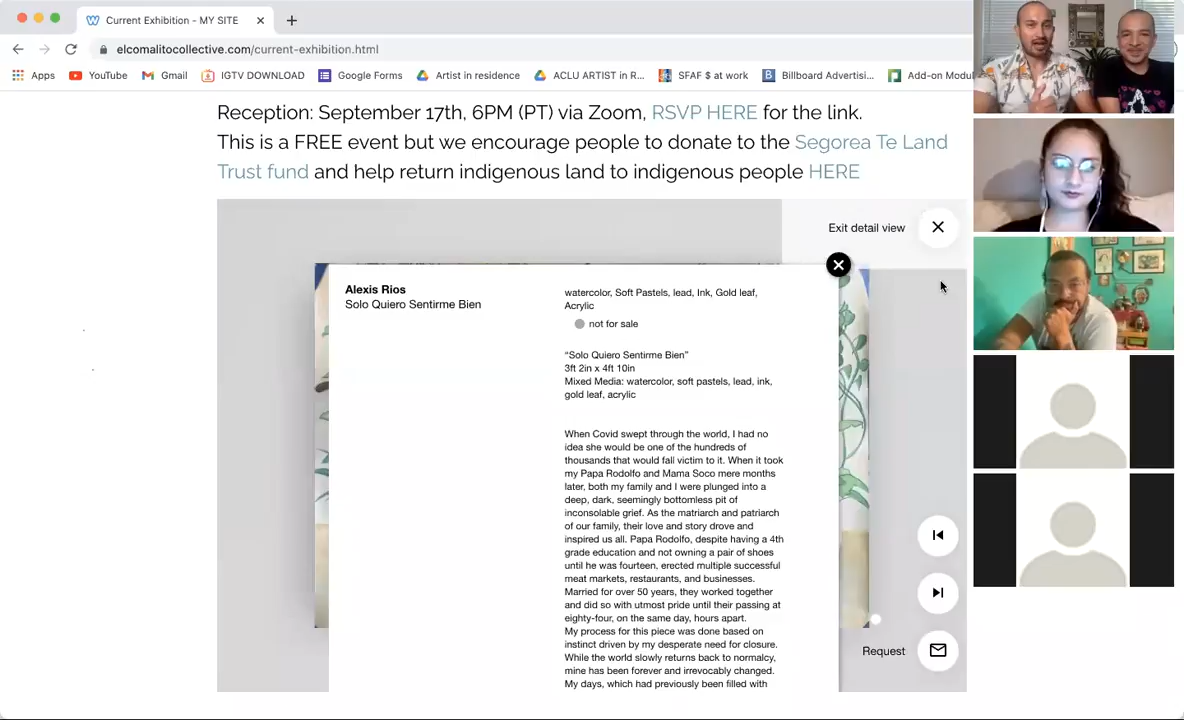 Current Exhibition - MY SITE
elcomalitocollective.com/current-exhibition.html
Apps YouTube Gmail IGTV DOWNLOAD Google Forms Artist in residence ACLU ARTIST in R... SFAF $ at work Billboard Advertisi... Add-on Modul
Reception: September 17th, 6PM (PT) via Zoom, RSVP HERE for the link.
This is a FREE event but we encourage people to donate to the Segorea Te Land
Trust fund and help return indigenous land to indigenous people HERE
Exit detail view
Alexis Rios
Solo Quiero Sentirme Bien
watercolor, Soft Pastels, lead, Ink, Gold leaf,
Acrylic
not for sale
“Solo Quiero Sentirme Bien”
3ft 2in x 4ft 10in
Mixed Media: watercolor, soft pastels, lead, ink,
gold leaf, acrylic
When Covid swept through the world, I had no
idea she would be one of the hundreds of
thousands that would fall victim to it. When it took
my Papa Rodolfo and Mama Soco mere months
later, both my family and I were plunged into a
deep, dark, seemingly bottomless pit of
inconsolable grief. As the matriarch and patriarch
of our family, their love and story drove and
inspired us all. Papa Rodolfo, despite having a 4th
grade education and not owning a pair of shoes
until he was fourteen, erected multiple successful
meat markets, restaurants, and businesses.
Married for over 50 years, they worked together
and did so with utmost pride until their passing at
eighty-four, on the same day, hours apart.
My process for this piece was done based on
instinct driven by my desperate need for closure.
While the world slowly returns back to normalcy,
mine has been forever and irrevocably changed.
My days, which had previously been filled with
Request